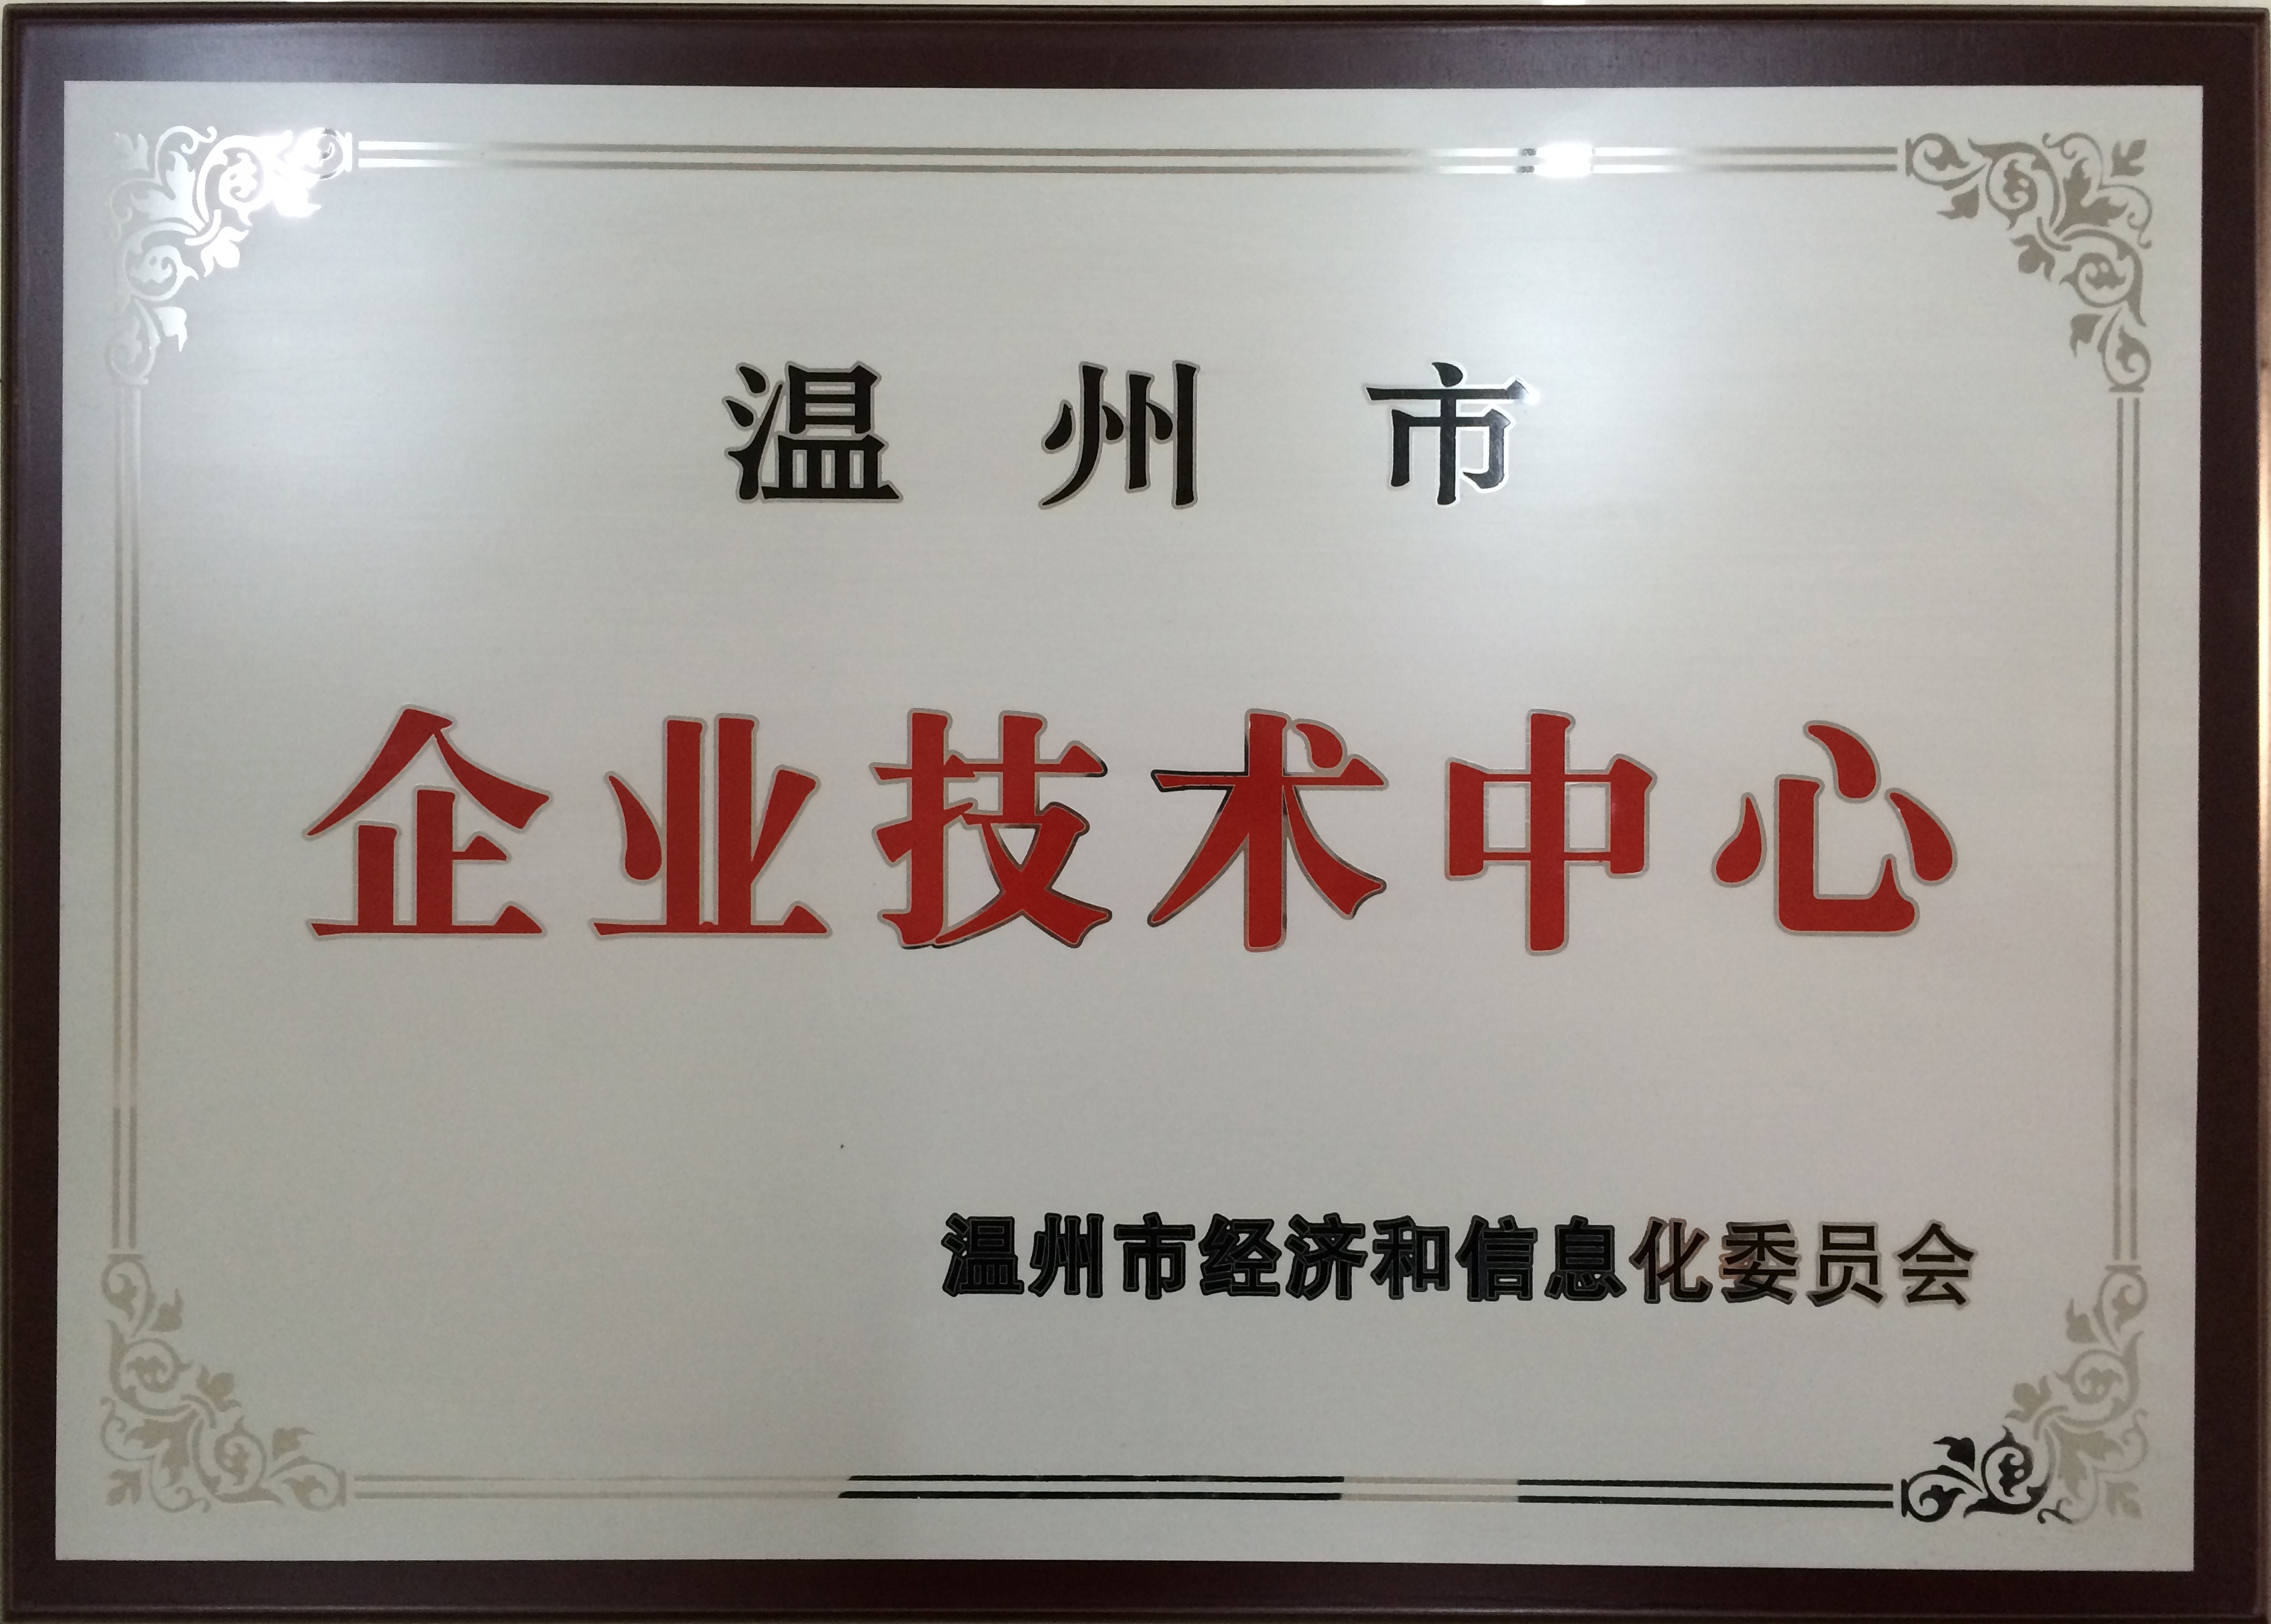 温州市
企业技术中心
温州市经济和信息化委员会